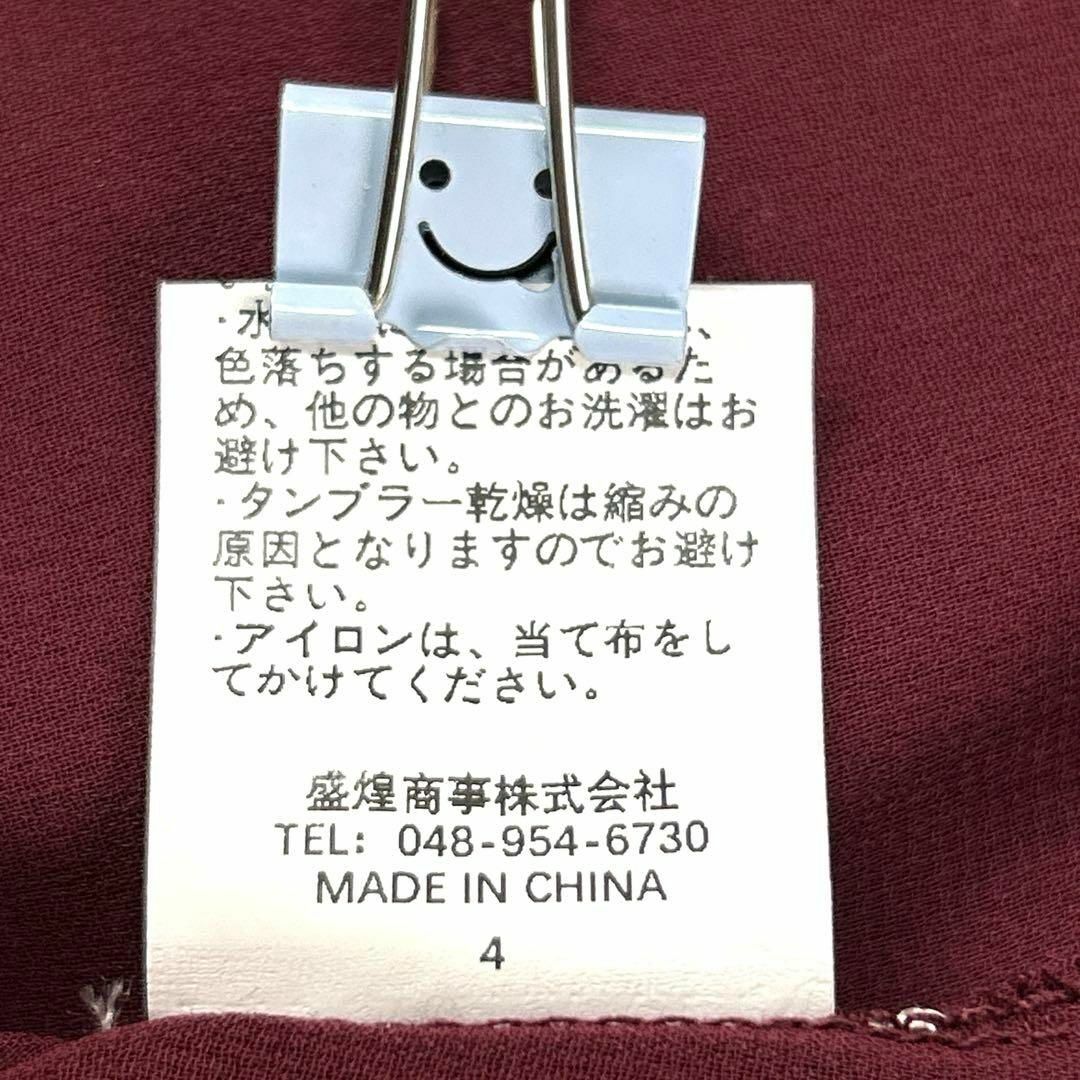 ・水
色落ちする場合があるた
め、他の物とのお洗濯はお
避け下さい。
・タンブラー乾燥は縮みの
原因となりますのでお避け
下さい。
・アイロンは、当て布をし
てかけてください。
盛煌商事株式会社
TEL: 048-954-6730
MADE IN CHINA
4